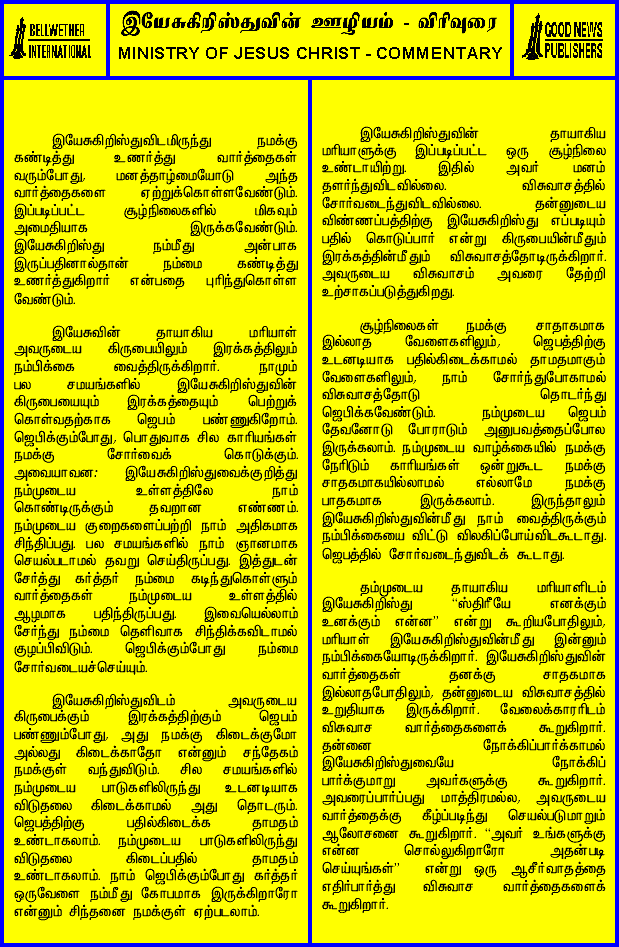 BELLWETHER
INTERNATIONAL
இயேசுகிறிஸ்துவின் ஊழியம் - விரிவுரை
MINISTRY OF JESUS CHRIST - COMMENTARY
GOOD NEWS
PUBLISHERS
இயேசுகிறிஸ்துவிடமிருந்து நமக்கு
கண்டித்து உணர்த்து வார்த்தைகள்
வரும்போது, மனத்தாழ்மையோடு அந்த
வார்த்தைகளை ஏற்றுக்கொள்ளவேண்டும்.
இப்படிப்பட்ட சூழ்நிலைகளில் மிகவும்
அமைதியாக இருக்கவேண்டும்.
இயேசுகிறிஸ்து நம்மீது அன்பாக
இருப்பதினால்தான் நம்மை கண்டித்து
உணர்த்துகிறார் என்பதை புரிந்துகொள்ள
வேண்டும்.
இயேசுவின் தாயாகிய மரியாள்
அவருடைய கிருபையிலும் இரக்கத்திலும்
நம்பிக்கை வைத்திருக்கிறார். நாமும்
பல சமயங்களில் இயேசுகிறிஸ்துவின்
கிருபையையும் இரக்கத்தையும் பெற்றுக்
கொள்வதற்காக ஜெபம் பண்ணுகிறோம்.
ஜெபிக்கும்போது, பொதுவாக சில காரியங்கள்
நமக்கு சோர்வைக் கொடுக்கும்.
அவையாவன: இயேசுகிறிஸ்துவைக்குறித்து
நம்முடைய உள்ளத்திலே நாம்
கொண்டிருக்கும் தவறான எண்ணம்.
நம்முடைய குறைகளைப்பற்றி நாம் அதிகமாக
சிந்திப்பது. பல சமயங்களில் நாம் ஞானமாக
செயல்படாமல் தவறு செய்திருப்பது. இத்துடன்
சேர்த்து கர்த்தர் நம்மை கடிந்துகொள்ளும்
வார்த்தைகள் நம்முடைய உள்ளத்தில்
ஆழமாக பதிந்திருப்பது. இவையெல்லாம்
சேர்ந்து நம்மை தெளிவாக சிந்திக்கவிடாமல்
குழப்பிவிடும். ஜெபிக்கும்போது நம்மை
சோர்வடையச்செய்யும்.
இயேசுகிறிஸ்துவிடம் அவருடைய
கிருபைக்கும் இரக்கத்திற்கும் ஜெபம்
பண்ணும்போது, அது நமக்கு கிடைக்குமோ
அல்லது கிடைக்காதோ என்னும் சந்தேகம்
நமக்குள் வந்துவிடும். சில சமயங்களில்
நம்முடைய பாடுகளிலிருந்து உடனடியாக
விடுதலை கிடைக்காமல் அது தொடரும்.
ஜெபத்திற்கு பதில்கிடைக்க தாமதம்
உண்டாகலாம். நம்முடைய பாடுகளிலிருந்து
விடுதலை கிடைப்பதில் தாமதம்
உண்டாகலாம். நாம் ஜெபிக்கும்போது கர்த்தர்
ஒருவேளை நம்மீது கோபமாக இருக்கிறாரோ
என்னும் சிந்தனை நமக்குள் ஏற்படலாம்.
இயேசுகிறிஸ்துவின் தாயாகிய
மரியாளுக்கு இப்படிப்பட்ட ஒரு சூழ்நிலை
உண்டாயிற்று. இதில் அவர் மனம்
தளர்ந்துவிடவில்லை. விசுவாசத்தில்
சோர்வடைந்துவிடவில்லை. தன்னுடைய
விண்ணப்பத்திற்கு இயேசுகிறிஸ்து எப்படியும்
பதில் கொடுப்பார் என்று கிருபையின்மீதும்
இரக்கத்தின்மீதும் விசுவாசத்தோடிருக்கிறார்.
அவருடைய விசுவாசம் அவரை தேற்றி
உற்சாகப்படுத்துகிறது.
சூழ்நிலைகள் நமக்கு சாதாகமாக
இல்லாத வேளைகளிலும், ஜெபத்திற்கு
உடனடியாக பதில்கிடைக்காமல் தாமதமாகும்
வேளைகளிலும், நாம் சோர்ந்துபோகாமல்
விசுவாசத்தோடு தொடர்ந்து
ஜெபிக்கவேண்டும். நம்முடைய ஜெபம்
தேவனோடு போராடும் அனுபவத்தைப்போல
இருக்கலாம். நம்முடைய வாழ்க்கையில் நமக்கு
நேரிடும் காரியங்கள் ஒன்றுகூட நமக்கு
சாதகமாகயில்லாமல் எல்லாமே நமக்கு
பாதகமாக இருக்கலாம். இருந்தாலும்
இயேசுகிறிஸ்துவின்மீது நாம் வைத்திருக்கும்
நம்பிக்கையை விட்டு விலகிப்போய்விடகூடாது.
ஜெபத்தில் சோர்வடைந்துவிடக் கூடாது.
தம்முடைய தாயாகிய மரியாளிடம்
இயேசுகிறிஸ்து “ஸ்திரீயே எனக்கும்
உனக்கும் என்ன” என்று கூறியபோதிலும்,
மரியாள் இயேசுகிறிஸ்துவின்மீது இன்னும்
நம்பிக்கையோடிருக்கிறார். இயேசுகிறிஸ்துவின்
வார்த்தைகள் தனக்கு சாதகமாக
இல்லாதபோதிலும், தன்னுடைய விசுவாசத்தில்
உறுதியாக இருக்கிறார். வேலைக்காரரிடம்
விசுவாச வார்த்தைகளைக் கூறுகிறார்.
தன்னை நோக்கிப்பார்க்காமல்
இயேசுகிறிஸ்துவையே நோக்கிப்
பார்க்குமாறு அவர்களுக்கு கூறுகிறார்.
அவரைப்பார்ப்பது மாத்திரமல்ல, அவருடைய
வார்த்தைக்கு கீழ்ப்படிந்து செயல்படுமாறும்
ஆலோசனை கூறுகிறார். “அவர் உங்களுக்கு
என்ன சொல்லுகிறாரோ அதன்படி
செய்யுங்கள்” என்று ஒரு ஆசீர்வாதத்தை
எதிர்பார்த்து விசுவாச வார்த்தைகளைக்
கூறுகிறார்.